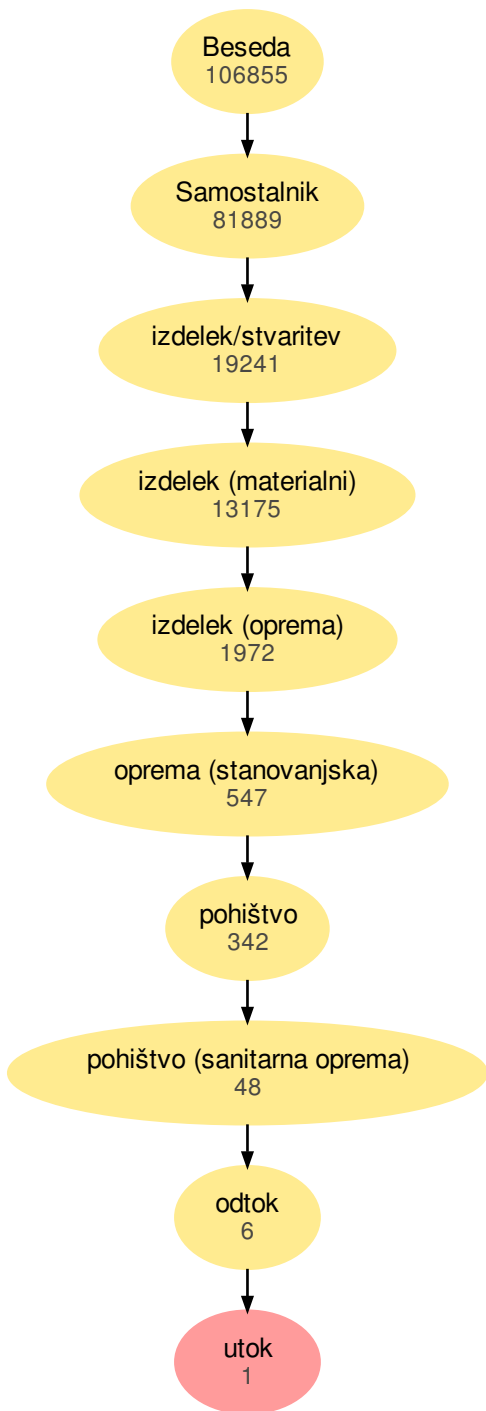 Beseda
106855
Samostalnik
81889
izdelek/stvaritev
19241
izdelek (materialni)
13175
izdelek (oprema)
1972
oprema (stanovanjska)
547
pohištvo
342
pohištvo (sanitarna oprema)
48
odtok
6
utok
1